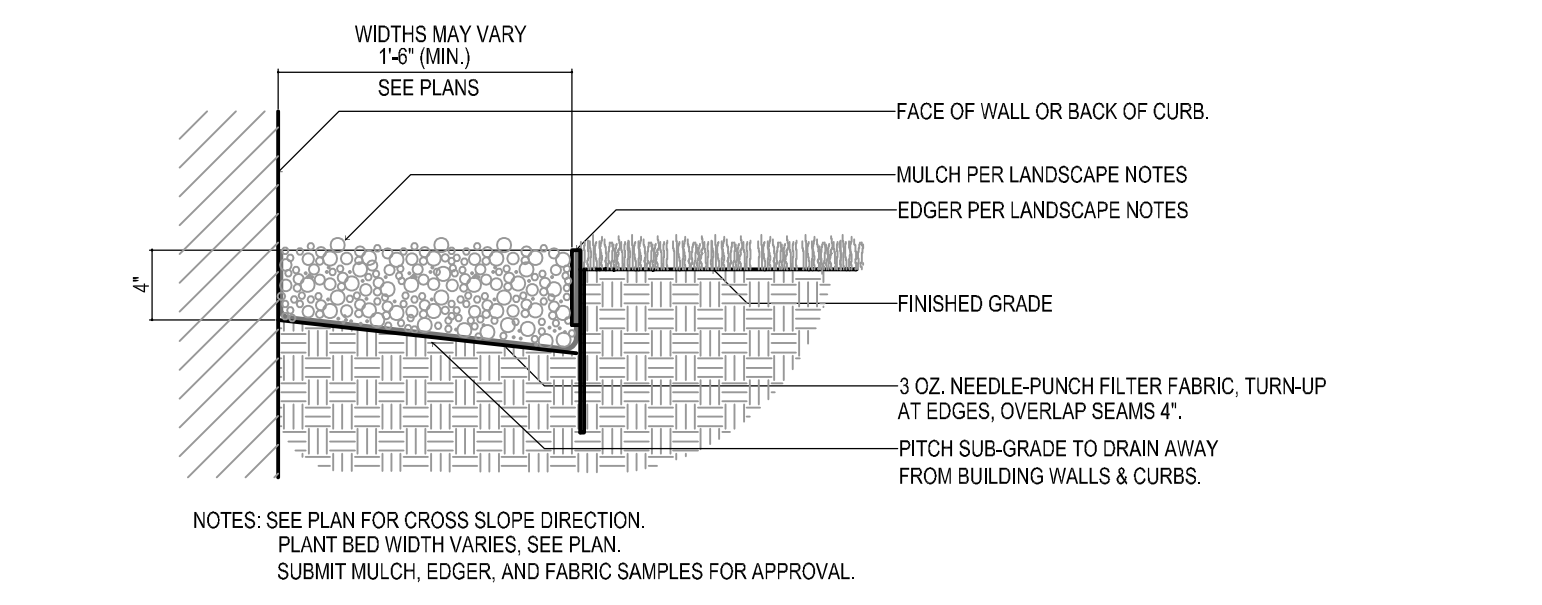 WIDTHS MAY VARY
1'-6" (MIN.)
SEE PLANS
FACE OF WALL OR BACK OF CURB.
MULCH PER LANDSCAPE NOTES
EDGER PER LANDSCAPE NOTES
4"
FINISHED GRADE
3 OZ. NEEDLE-PUNCH FILTER FABRIC, TURN-UP
AT EDGES, OVERLAP SEAMS 4".
PITCH SUB-GRADE TO DRAIN AWAY
FROM BUILDING WALLS & CURBS.
NOTES: SEE PLAN FOR CROSS SLOPE DIRECTION.
PLANT BED WIDTH VARIES, SEE PLAN.
SUBMIT MULCH, EDGER, AND FABRIC SAMPLES FOR APPROVAL.